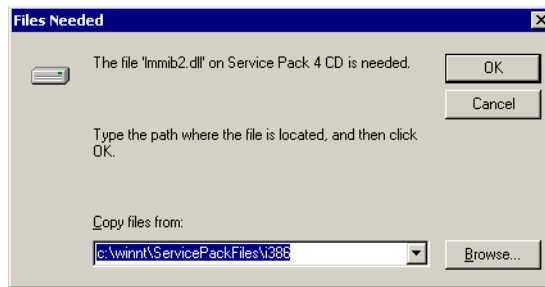 Files Needed
The file 'lmmib2.dll' on Service Pack 4 CD is needed.
OK
Cancel
Type the path where the file is located, and then click
OK.
Copy files from:
c:\winnt\ServicePackFiles\i386
Browse...